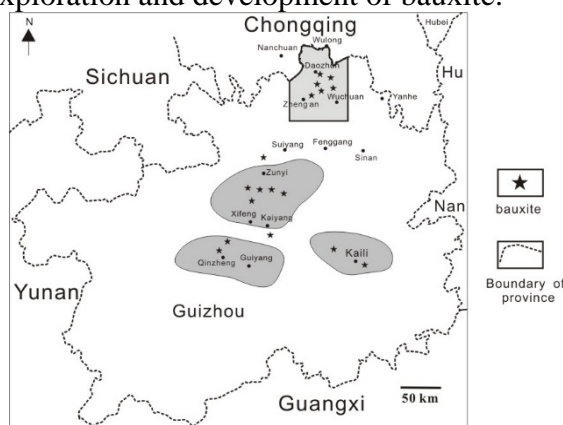 xploration and development of bauxite.
N
Chongqing
Hubei
Wulong
Nanchuan
Daozhen
Sichuan
Hu
Zheng'an
Wuchuan
Yanhe
Suiyang
Fenggang
Sinan
Zunyi
bauxite
Xifeng
Kaiyang
Nan
Kaili
Qinzheng
Guiyang
Boundary of
province
Yunan
Guizhou
Guangxi
50 km